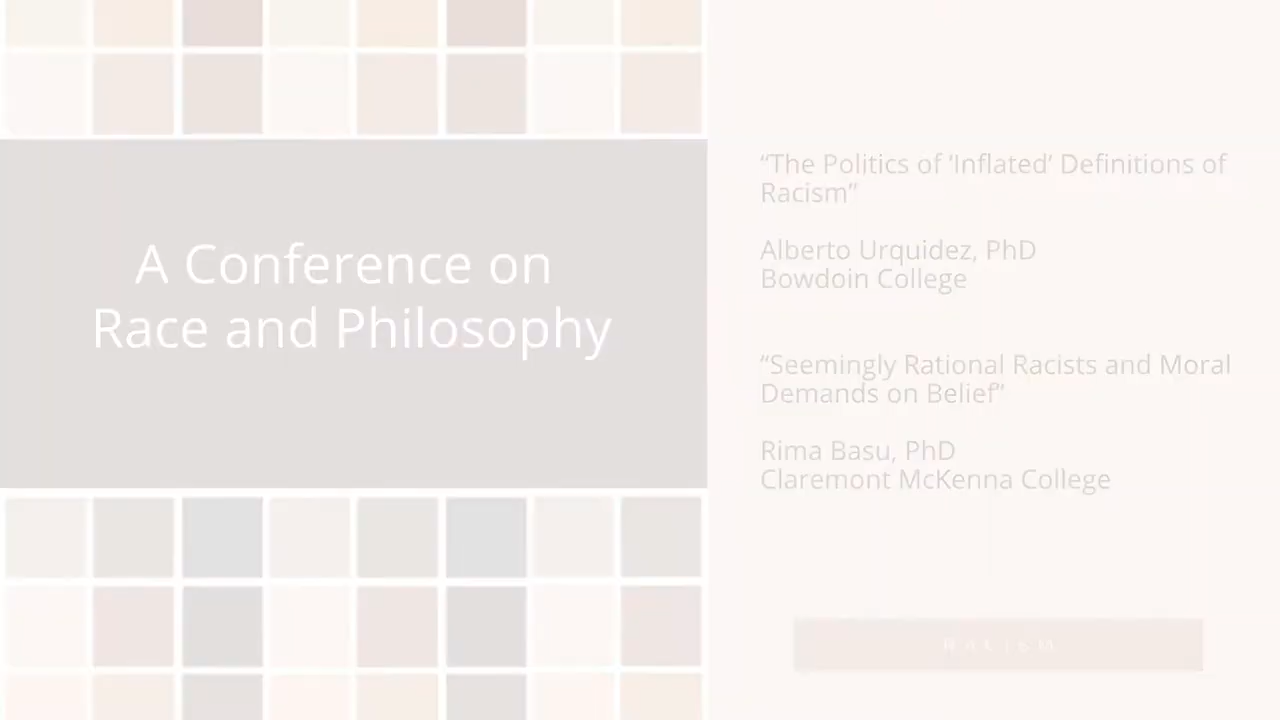 A Conference on
Race and Philosophy
“The Politics of ‘Inflated’ Definitions of
Racism”
Alberto Urquidez, PhD
Bowdoin College
“Seemingly Rational Racists and Moral
Demands on Belief”
Rima Basu, PhD
Claremont McKenna College
RACISM